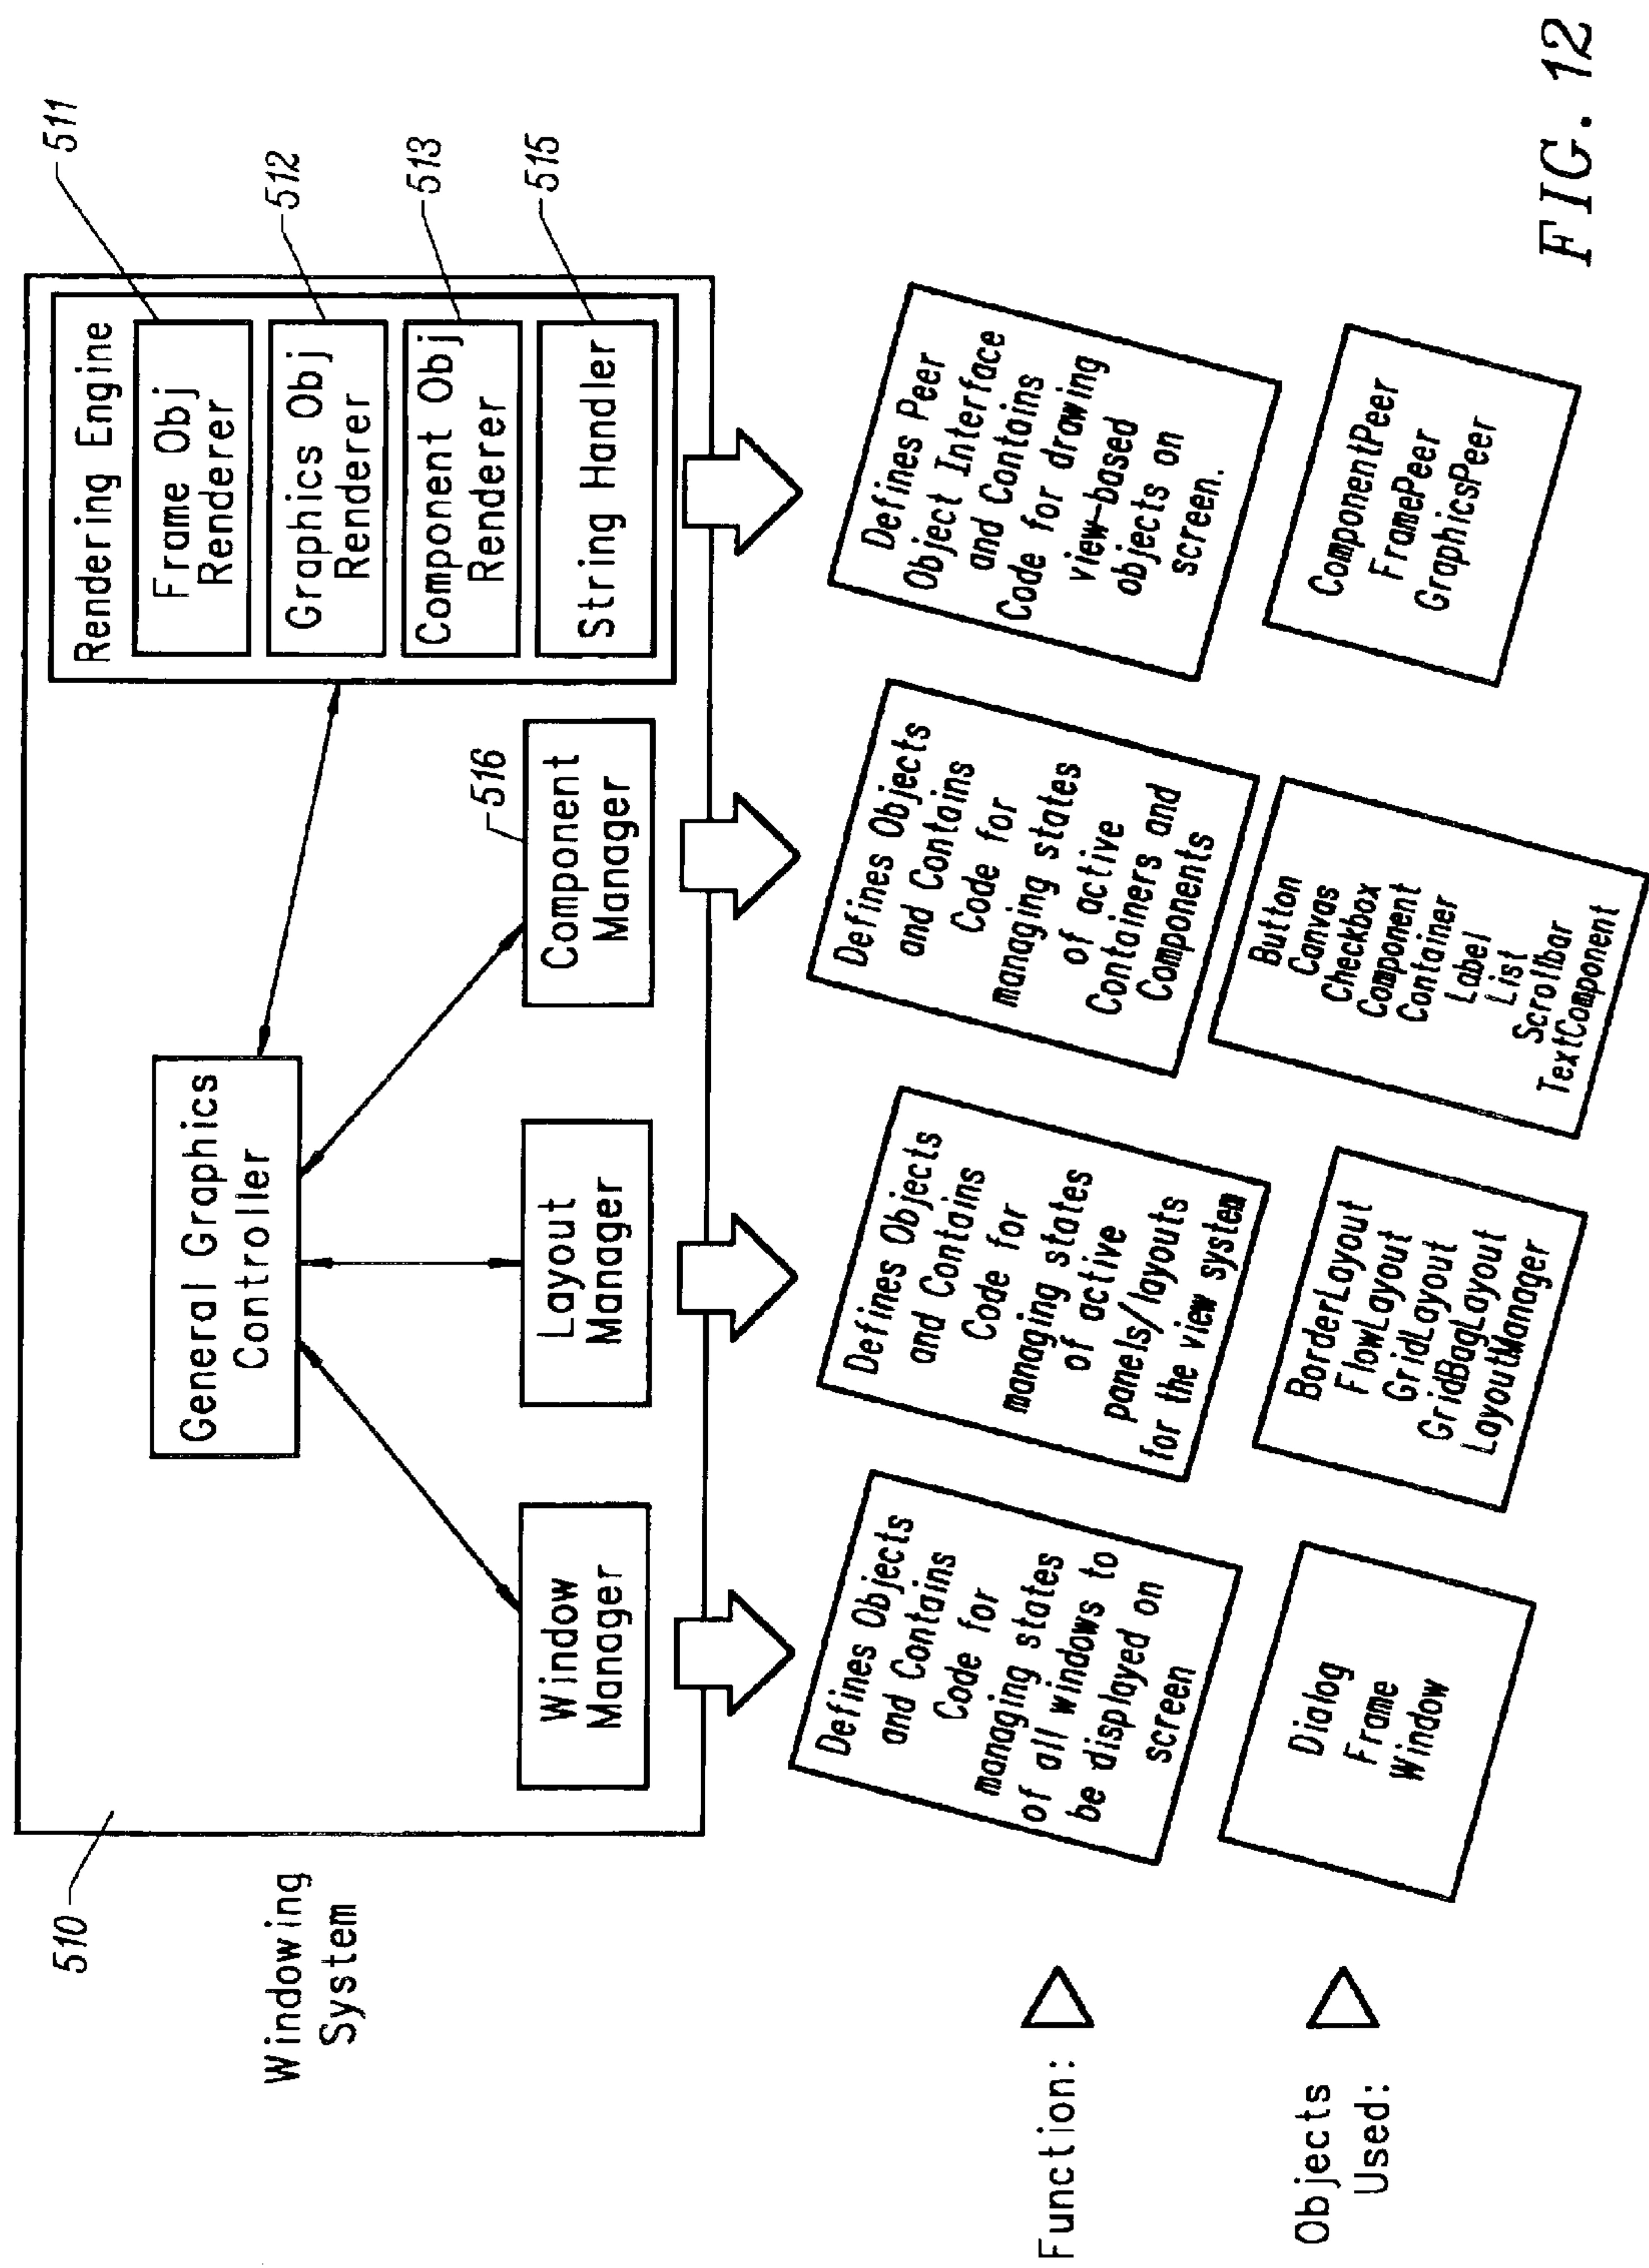 510
Windowing
System
General Graphics
Controller
Window
Manager
Layout
Manager
516
Component
Manager
Rendering Engine
Frame Obj
Renderer
Graphics Obj
Renderer
Component Obj
Renderer
String Handler
511
512
513
515
Function:
Defines Objects
and Contains
Code for
managing states
of all windows to
be displayed on
screen
Defines Objects
and Contains
Code for
managing states
of active
panels/layouts
for the view system
Defines Objects
and Contains
Code for
managing states
of active
Containers and
Components
Defines Peer
Object Interface
and Contains
Code for drawing
view-based
objects on
screen.
Objects
Used:
Dialog
Frame
Window
BorderLayout
FlowLayout
GridLayout
GridBagLayout
LayoutManager
Button
Canvas
Checkbox
Component
Container
Label
List
Scrollbar
TextComponent
ComponentPeer
FramePeer
GraphicsPeer
FIG. 12